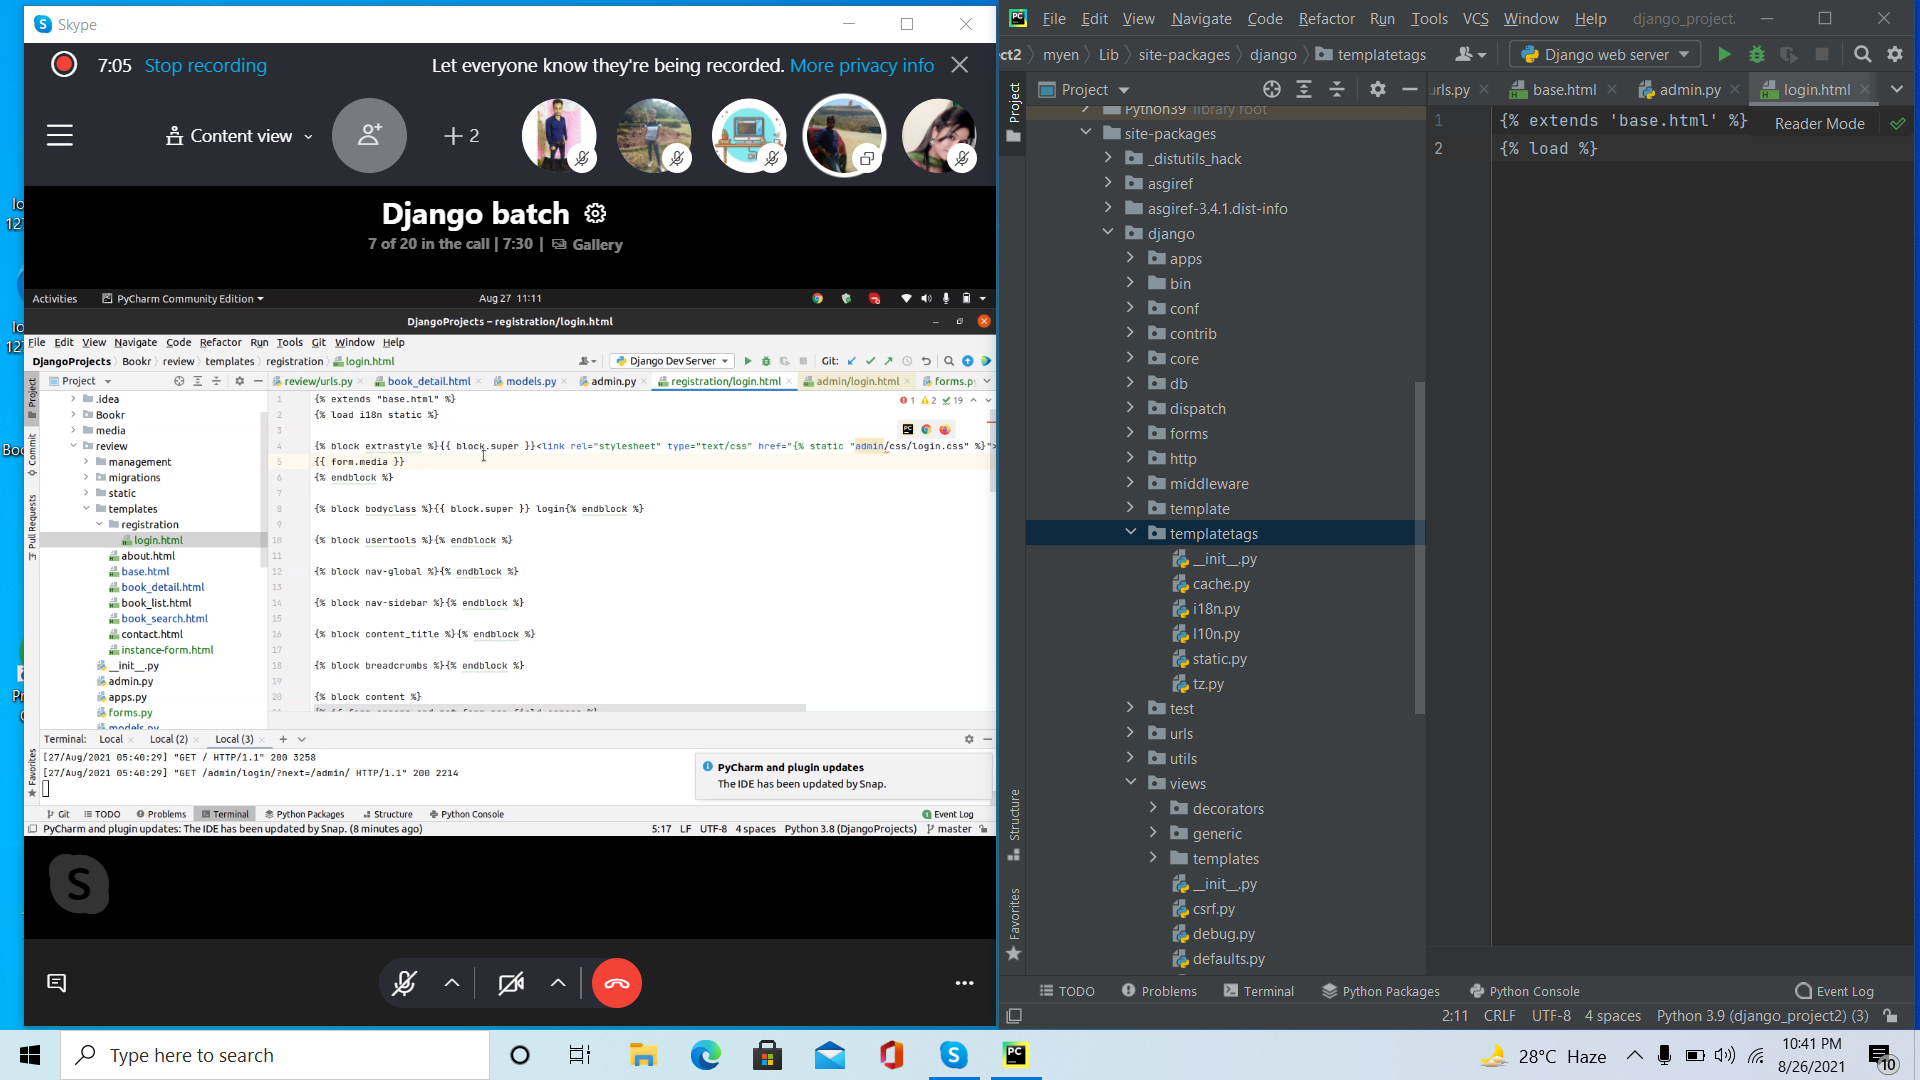 Skype
7:05 Stop recording
Let everyone know they're being recorded. More privacy info
Content view
+ 2
Django batch
7 of 20 in the call | 7:30 | Gallery
Activities
PyCharm Community Edition
Aug 27 11:11
DjangoProjects – registration/login.html
File Edit View Navigate Code Refactor Run Tools Git Window Help
DjangoProjects Bookr review templates registration login.html
Django Dev Server
Git:
Project
review/urls.py
book_detail.html
models.py
admin.py
registration/login.html
admin/login.html
forms.py
.idea
Bookr
media
review
management
migrations
static
templates
registration
login.html
about.html
base.html
book_detail.html
book_list.html
book_search.html
contact.html
instance-form.html
__init__.py
admin.py
apps.py
forms.py
models.py
Project
Commit
Pull Requests
Favorites
1 {% extends "base.html" %}
1 2 19
2 {% load i18n static %}
3
4 {% block extrastyle %}{{ block.super }}<link rel="stylesheet" type="text/css" href="{% static "admin/css/login.css" %}">
5 {{ form.media }}
6 {% endblock %}
7
8 {% block bodyclass %}{{ block.super }} login{% endblock %}
9
10 {% block usertools %}{% endblock %}
11
12 {% block nav-global %}{% endblock %}
13
14 {% block nav-sidebar %}{% endblock %}
15
16 {% block content_title %}{% endblock %}
17
18 {% block breadcrumbs %}{% endblock %}
19
20 {% block content %}
Terminal: Local Local (2) Local (3)
[27/Aug/2021 05:40:29] "GET / HTTP/1.1" 200 3258
[27/Aug/2021 05:40:29] "GET /admin/login/?next=/admin/ HTTP/1.1" 200 2214
PyCharm and plugin updates
The IDE has been updated by Snap.
Git TODO Problems Terminal Python Packages Structure Python Console
Event Log
PyCharm and plugin updates: The IDE has been updated by Snap. (8 minutes ago)
5:17 LF UTF-8 4 spaces Python 3.8 (DjangoProjects) master
File Edit View Navigate Code Refactor Run Tools VCS Window Help
django_project.
ct2 myen Lib site-packages django templatetags
Django web server
Project
rls.py
base.html
admin.py
login.html
Project
Structure
Favorites
Python39 library root
site-packages
_distutils_hack
asgiref
asgiref-3.4.1.dist-info
django
apps
bin
conf
contrib
core
db
dispatch
forms
http
middleware
template
templatetags
__init__.py
cache.py
i18n.py
l10n.py
static.py
tz.py
test
urls
utils
views
decorators
generic
templates
__init__.py
csrf.py
debug.py
defaults.py
1 {% extends 'base.html' %}
Reader Mode
2 {% load %}
TODO Problems Terminal Python Packages Python Console
Event Log
2:11 CRLF UTF-8 4 spaces Python 3.9 (django_project2) (3)
Type here to search
28°C Haze
10:41 PM
8/26/2021
10